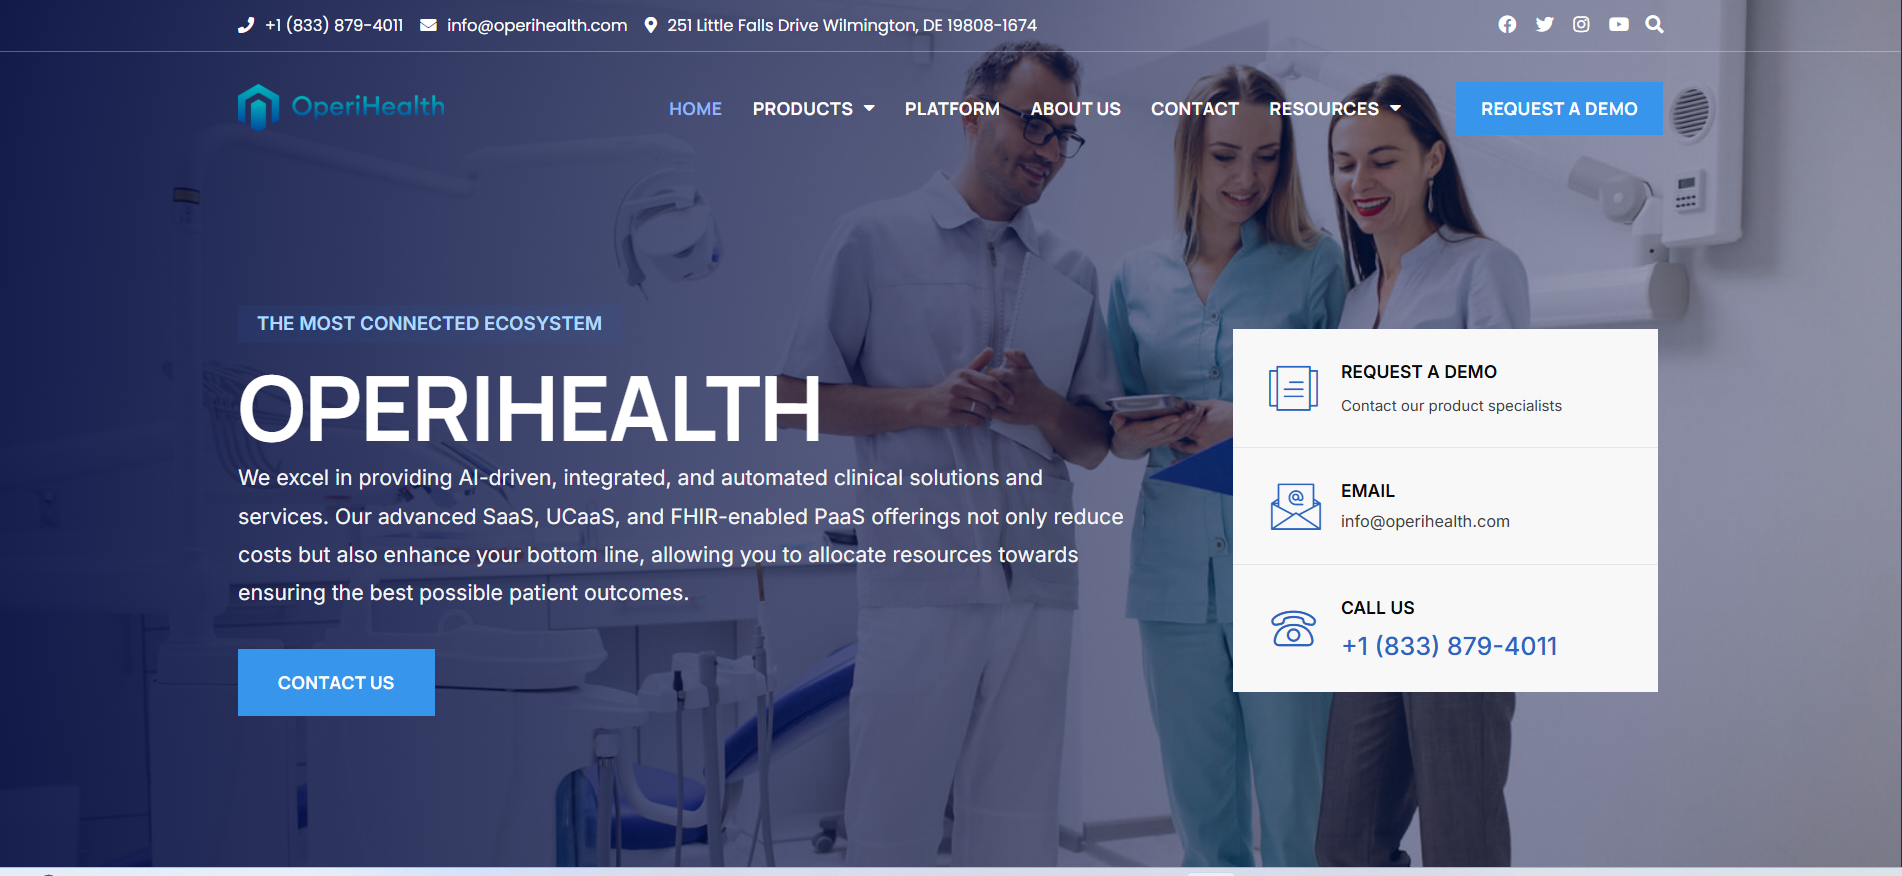 +1 (833) 879-4011 info@operihealth.com 251 Little Falls Drive Wilmington, DE 19808-1674
OperiHealth
HOME PRODUCTS PLATFORM ABOUT US CONTACT RESOURCES REQUEST A DEMO
THE MOST CONNECTED ECOSYSTEM
OPERIHEALTH
We excel in providing AI-driven, integrated, and automated clinical solutions and
services. Our advanced SaaS, UCaaS, and FHIR-enabled PaaS offerings not only reduce
costs but also enhance your bottom line, allowing you to allocate resources towards
ensuring the best possible patient outcomes.
CONTACT US
REQUEST A DEMO
Contact our product specialists
EMAIL
info@operihealth.com
CALL US
+1 (833) 879-4011